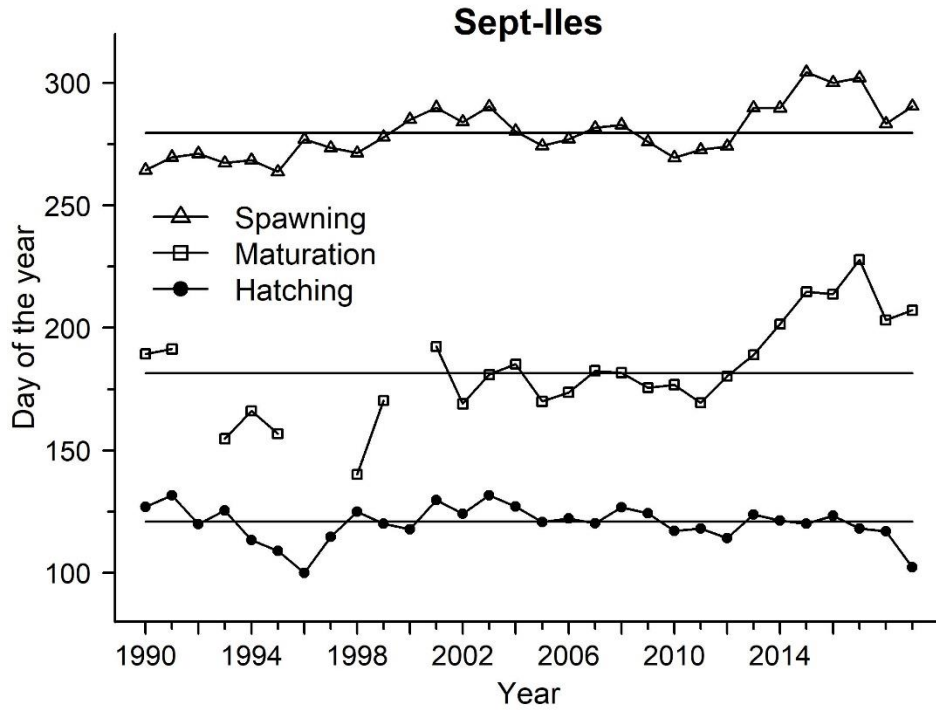 Sept-Iles
300
250
200
150
100
Day of the year
Spawning
Maturation
Hatching
1990 1994 1998 2002 2006 2010 2014
Year